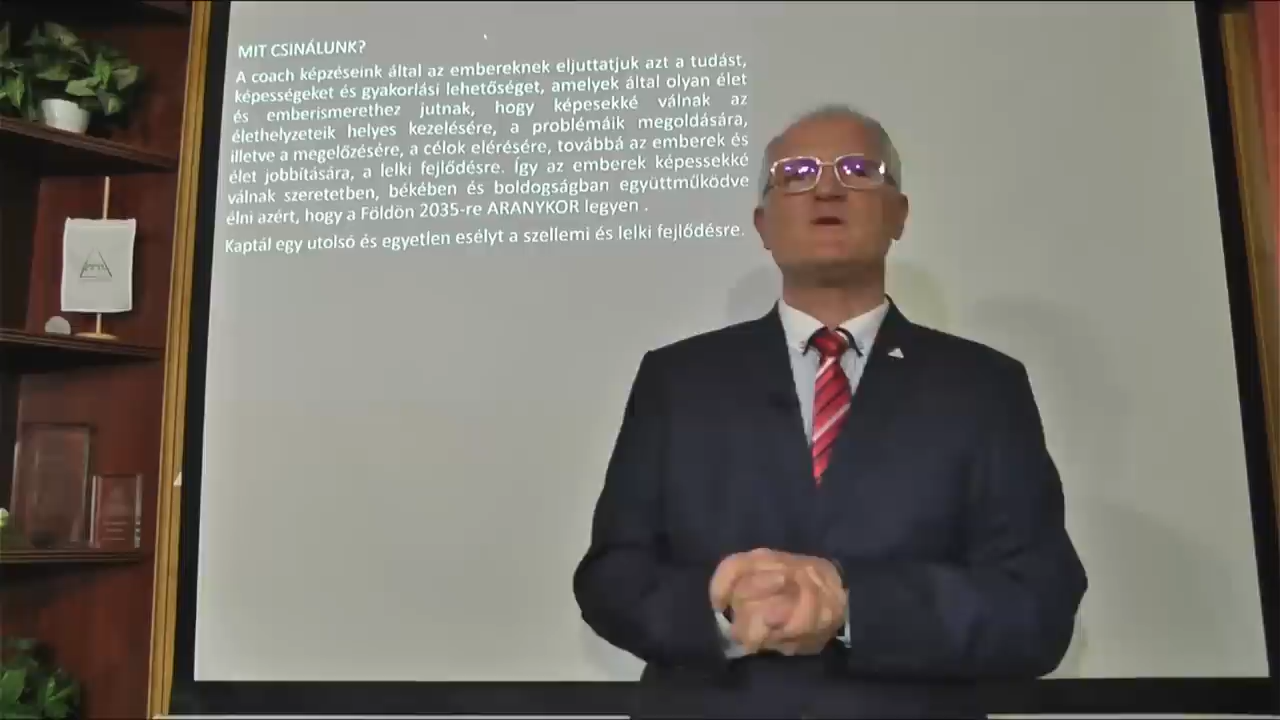 MIT CSINÁLUNK?
A coach képzéseink által az embereknek eljuttatjuk azt a tudást,
képességeket és gyakorlási lehetőséget, amelyek által olyan élet
és emberismerethez jutnak, hogy képesekké válnak az
élethelyzeteik helyes kezelésére, a problémáik megoldására,
illetve a megelőzésére, a célok elérésére, továbbá az emberek és
élet jobbítására, a lelki fejlődésre. Így az emberek képessekké
válnak szeretetben, békében és boldogságban együttműködve
élni azért, hogy a Földön 2035-re ARANYKOR legyen .
Kaptál egy utolsó és egyetlen esélyt a szellemi és lelki fejlődésre.